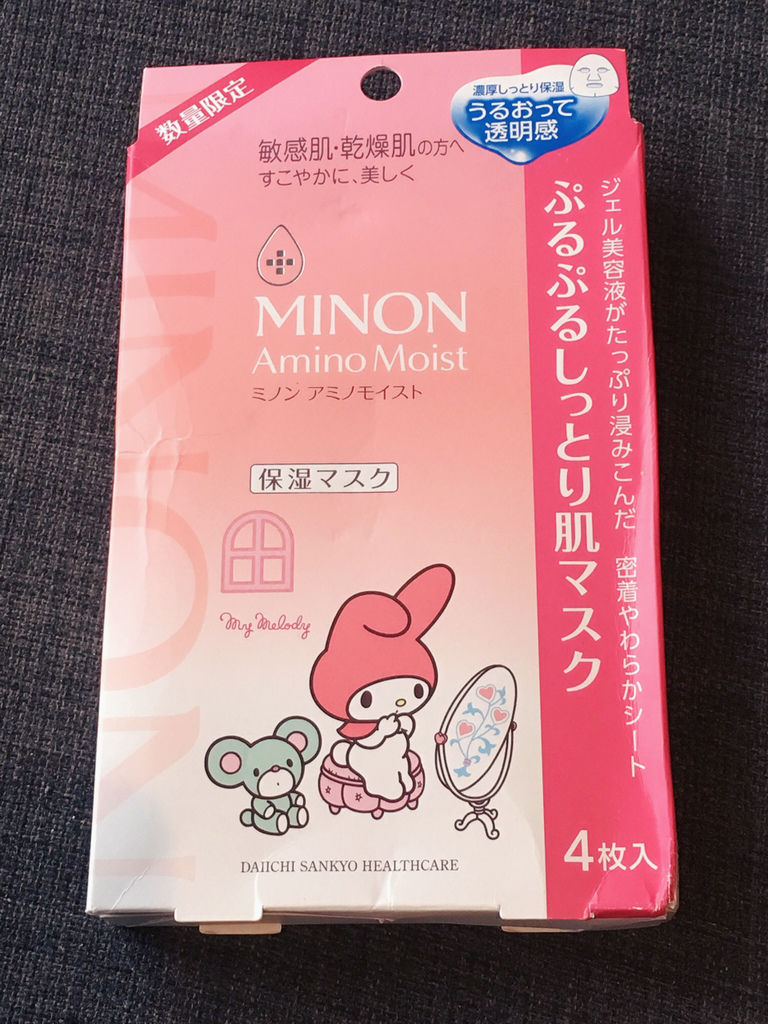 数量限定
濃厚しっとり保湿
うるおって
透明感
敏感肌・乾燥肌の方へ
すこやかに、美しく
MINON
Amino Moist
ミノン アミノモイスト
保湿マスク
My Melody
DAIICHI SANKYO HEALTHCARE
ジェル美容液がたっぷり浸みこんだ 密着やわらかシート
ぷるぷるしっとり肌マスク
4枚入
MINON